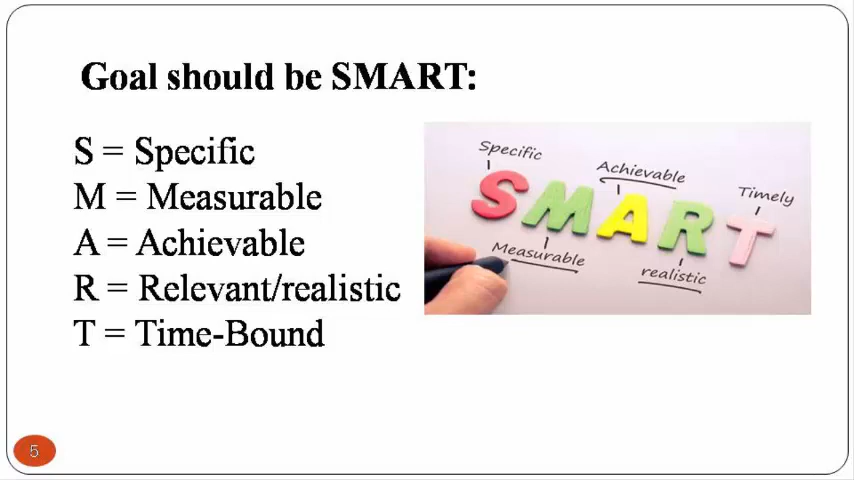 Goal should be SMART:
S = Specific
M = Measurable
A = Achievable
R = Relevant/realistic
T = Time-Bound
Specific
Achievable
Timely
SMART
Measurable
realistic
5